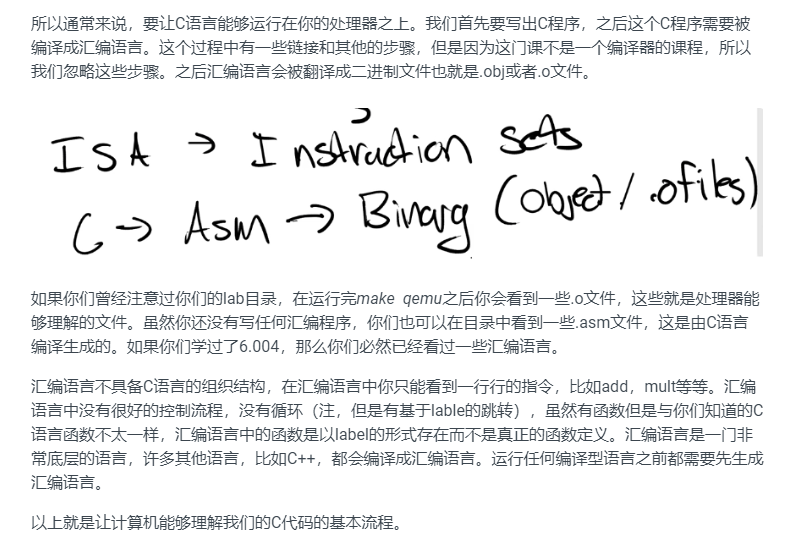 所以通常来说，要让C语言能够运行在你的处理器之上。我们首先要写出C程序，之后这个C程序需要被
编译成汇编语言。这个过程中有一些链接和其他的步骤，但是因为这门课不是一个编译器的课程，所以
我们忽略这些步骤。之后汇编语言会被翻译成二进制文件也就是.obj或者.o文件。
ISA → Instruction sets
C → Asm → Binary (object / .ofiles)
如果你们曾经注意过你们的lab目录，在运行完make qemu之后你会看到一些.o文件，这些就是处理器能
够理解的文件。虽然你还没有写任何汇编程序，你们也可以在目录中看到一些.asm文件，这是由C语言
编译生成的。如果你们学过了6.004，那么你们必然已经看过一些汇编语言。
汇编语言不具备C语言的组织结构，在汇编语言中你只能看到一行行的指令，比如add，mult等等。汇编
语言中没有很好的控制流程，没有循环（注，但是有基于lable的跳转），虽然有函数但是与你们知道的C
语言函数不太一样，汇编语言中的函数是以label的形式存在而不是真正的函数定义。汇编语言是一门非
常底层的语言，许多其他语言，比如C++，都会编译成汇编语言。运行任何编译型语言之前都需要先生成
汇编语言。
以上就是让计算机能够理解我们的C代码的基本流程。